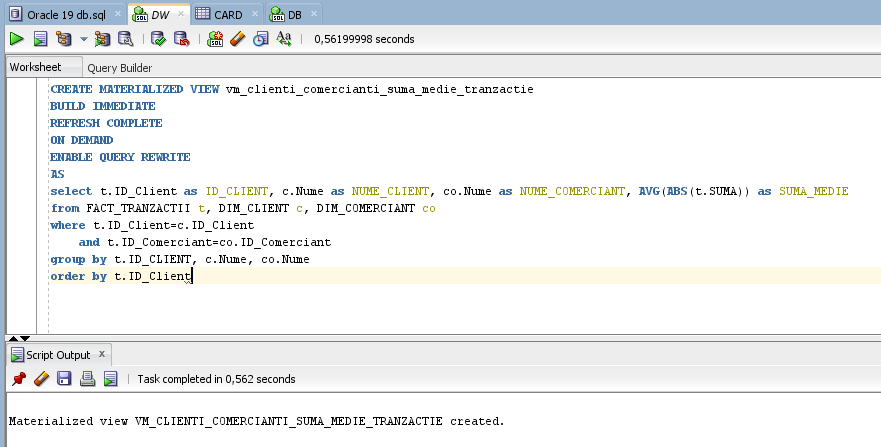 Oracle 19 db.sql DW CARD DB
0,56199998 seconds
Worksheet Query Builder
CREATE MATERIALIZED VIEW vm_clienti_comercianti_suma_medie_tranzactie
BUILD IMMEDIATE
REFRESH COMPLETE
ON DEMAND
ENABLE QUERY REWRITE
AS
select t.ID_Client as ID_CLIENT, c.Nume as NUME_CLIENT, co.Nume as NUME_COMERCIANT, AVG(ABS(t.SUMA)) as SUMA_MEDIE
from FACT_TRANZACTII t, DIM_CLIENT c, DIM_COMERCIANT co
where t.ID_Client=c.ID_Client
and t.ID_Comerciant=co.ID_Comerciant
group by t.ID_CLIENT, c.Nume, co.Nume
order by t.ID_Client
Script Output x
Task completed in 0,562 seconds
Materialized view VM_CLIENTI_COMERCIANTI_SUMA_MEDIE_TRANZACTIE created.